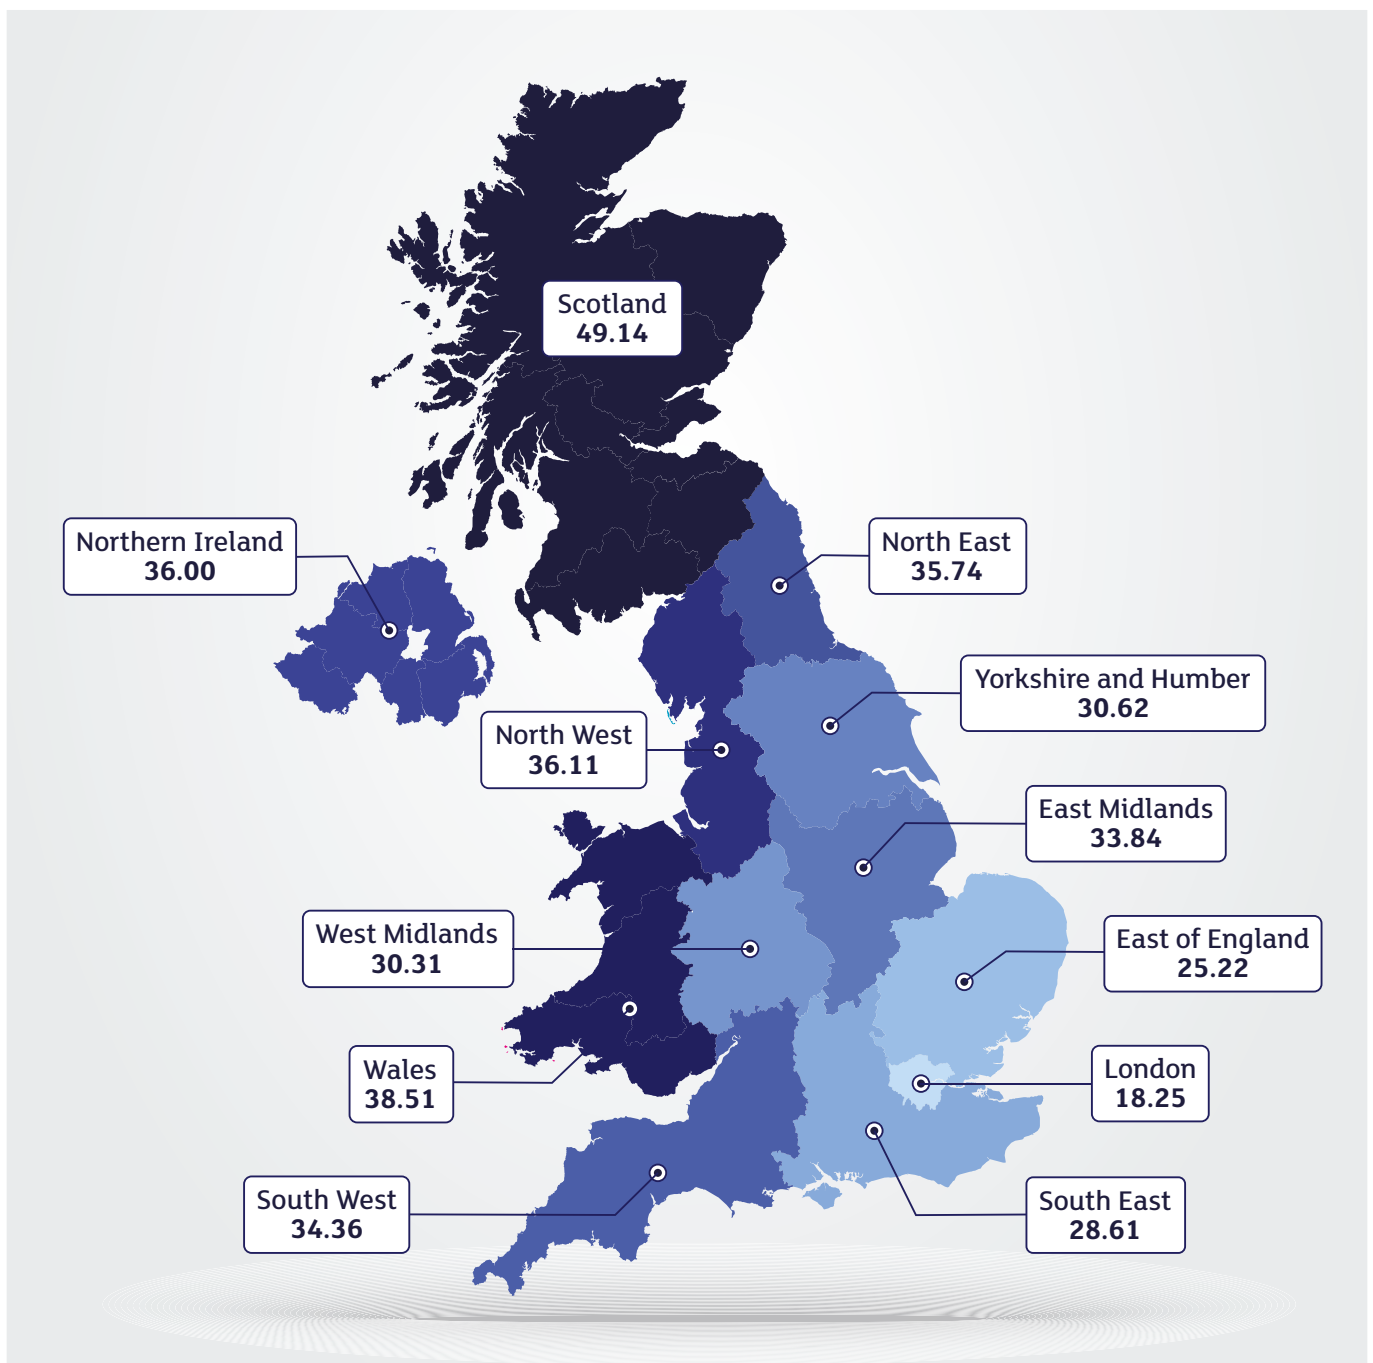 Scotland
49.14
Northern Ireland
36.00
North East
35.74
Yorkshire and Humber
30.62
North West
36.11
East Midlands
33.84
West Midlands
30.31
East of England
25.22
Wales
38.51
London
18.25
South West
34.36
South East
28.61